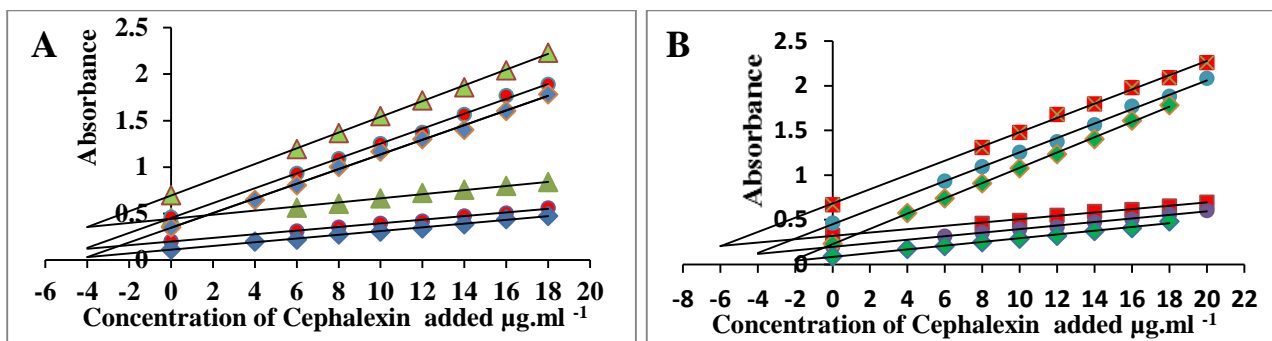 A
Absorbance
2.5
2
1.5
1
0.5
0
-6 -4 -2 0 2 4 6 8 10 12 14 16 18 20
Concentration of Cephalexin added µg.ml -1
B
Absorbance
2.5
2
1.5
1
0.5
0
-8 -6 -4 -2 0 2 4 6 8 10 12 14 16 18 20 22
Concentration of Cephalexin added µg.ml -1